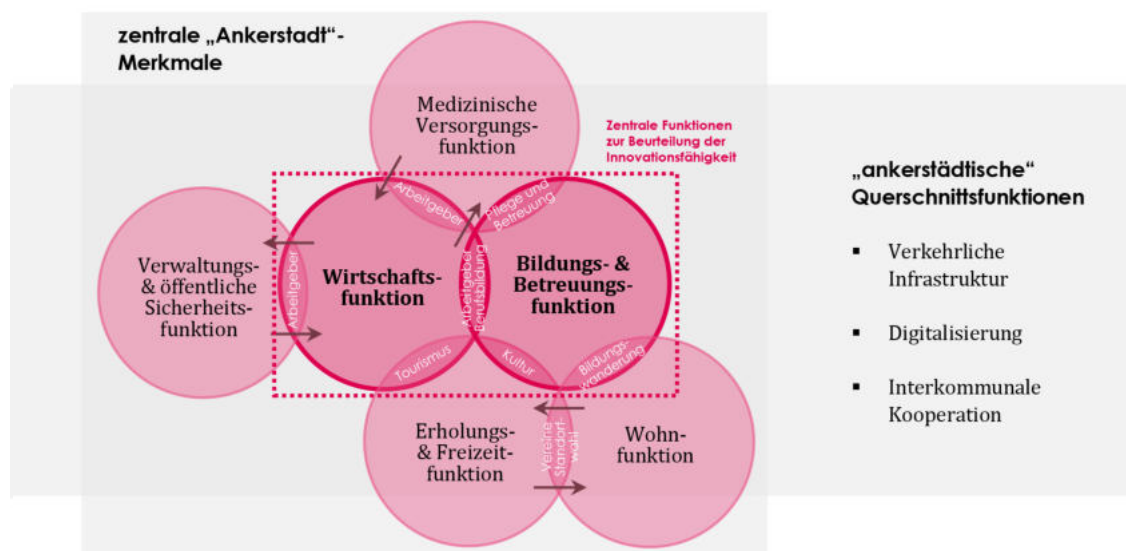 zentrale „Ankerstadt“-
Merkmale
Medizinische
Versorgungs-
funktion
Zentrale Funktionen
zur Beurteilung der
Innovationsfähigkeit
Arbeitgeber
Pflege und
Betreuung
Verwaltungs-
& öffentliche
Sicherheits-
funktion
Arbeitgeber
Wirtschafts-
funktion
Arbeitgeber
Berufsbildung
Bildungs- &
Betreuungs-
funktion
Tourismus
Kultur
Bildungs-
wanderung
Erholungs-
& Freizeit-
funktion
Vereine
Standort-
wahl
Wohn-
funktion
„ankerstädtische“
Querschnittsfunktionen
▪ Verkehrliche
Infrastruktur
▪ Digitalisierung
▪ Interkommunale
Kooperation